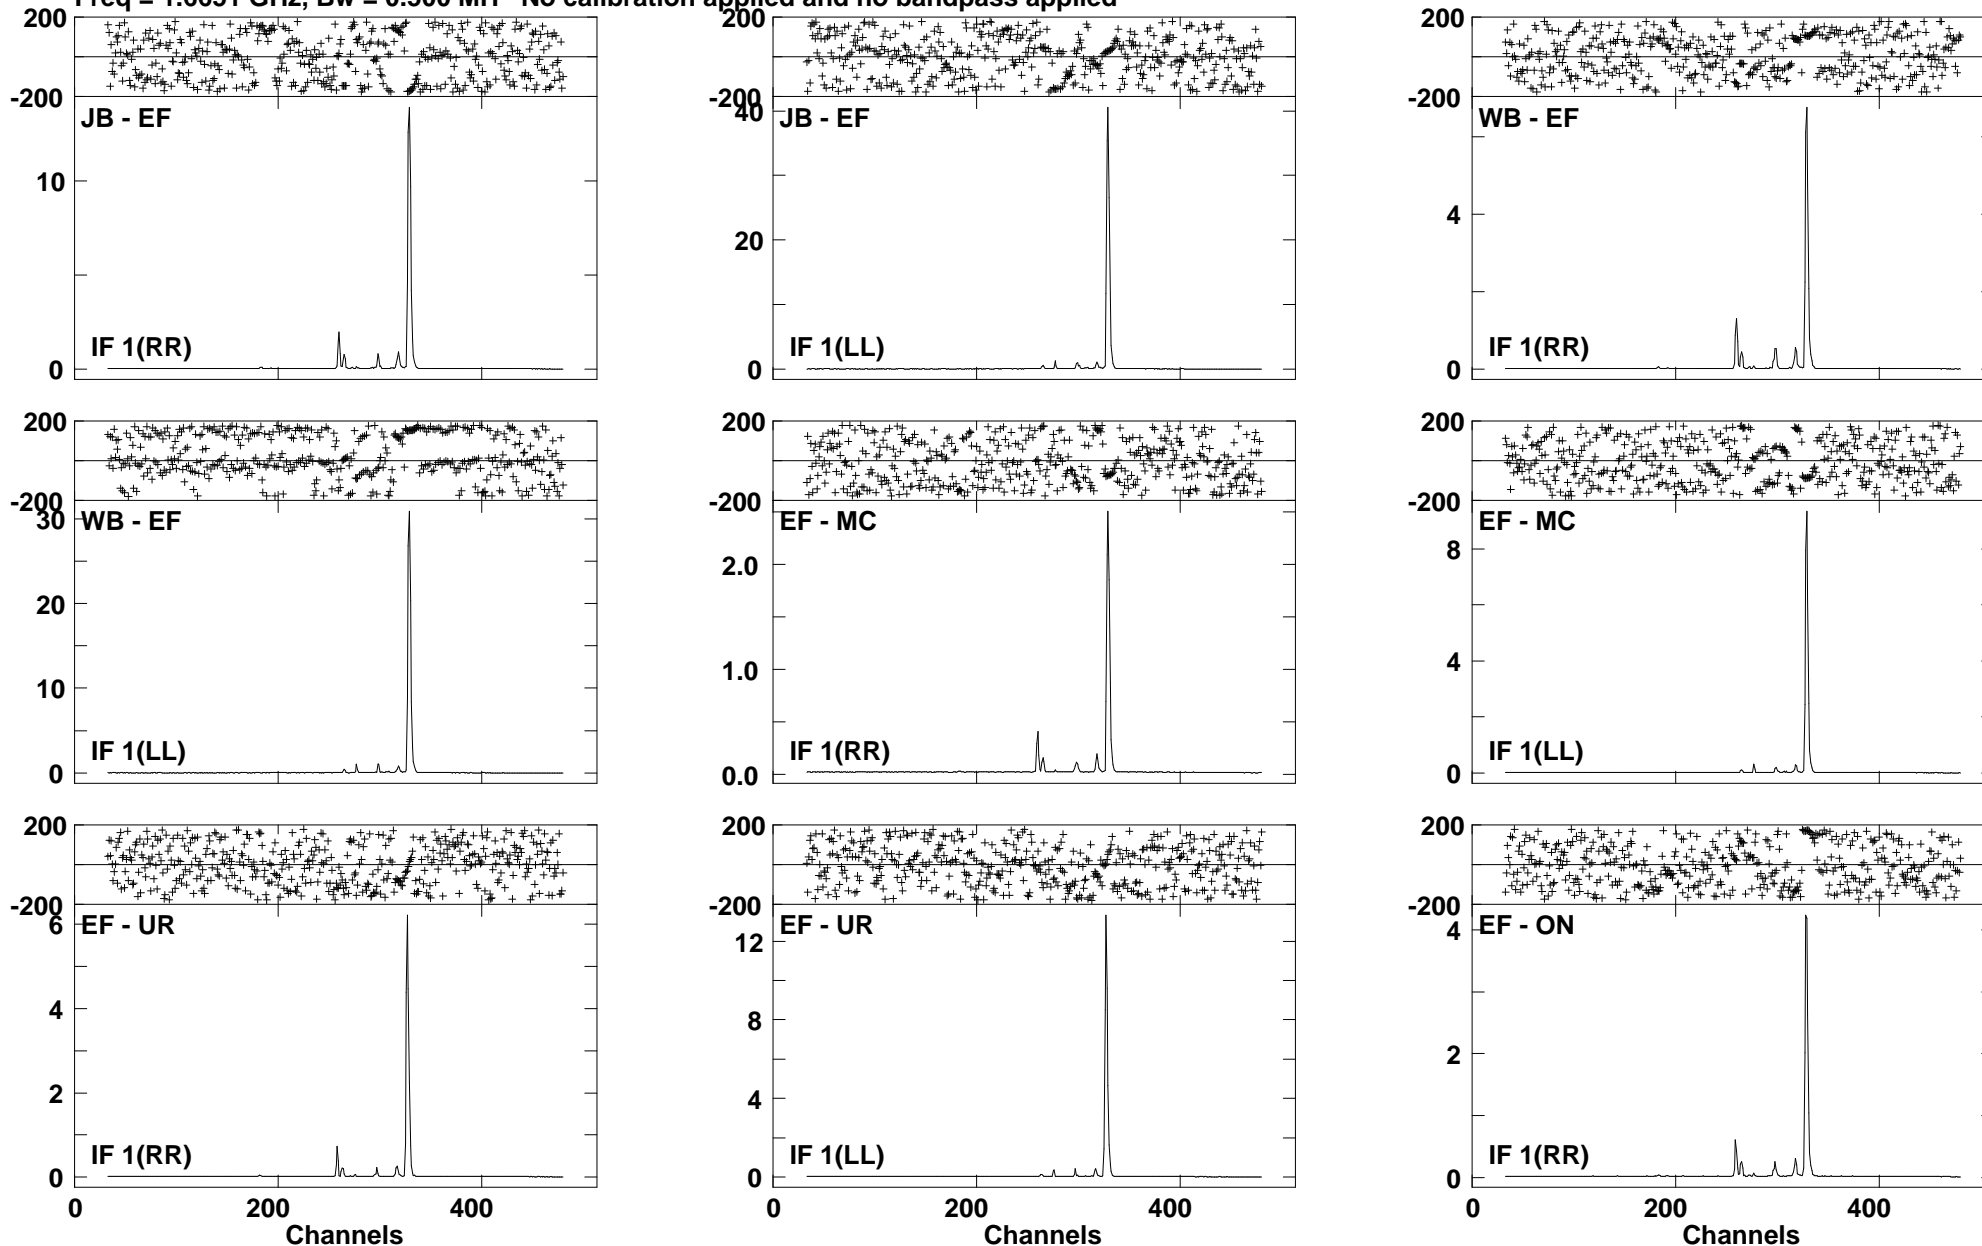 Freq = GHz, Bw = 0.500 MH No calibration applied and no bandpass applied
200
-200
JB - EF
10
IF 1(RR)
0
200
-200
40
JB - EF
20
IF 1(LL)
0
200
-200
WB - EF
4
IF 1(RR)
0
200
-200
30
WB - EF
20
10
IF 1(LL)
0
200
-200
EF - MC
2.0
1.0
IF 1(RR)
0.0
200
-200
EF - MC
8
4
IF 1(LL)
0
200
-200
6
EF - UR
4
2
IF 1(RR)
0
0 200 400
Channels
200
-200
EF - UR
12
8
4
IF 1(LL)
0
0 200 400
Channels
200
-200
EF - ON
4
2
IF 1(RR)
0
0 200 400
Channels